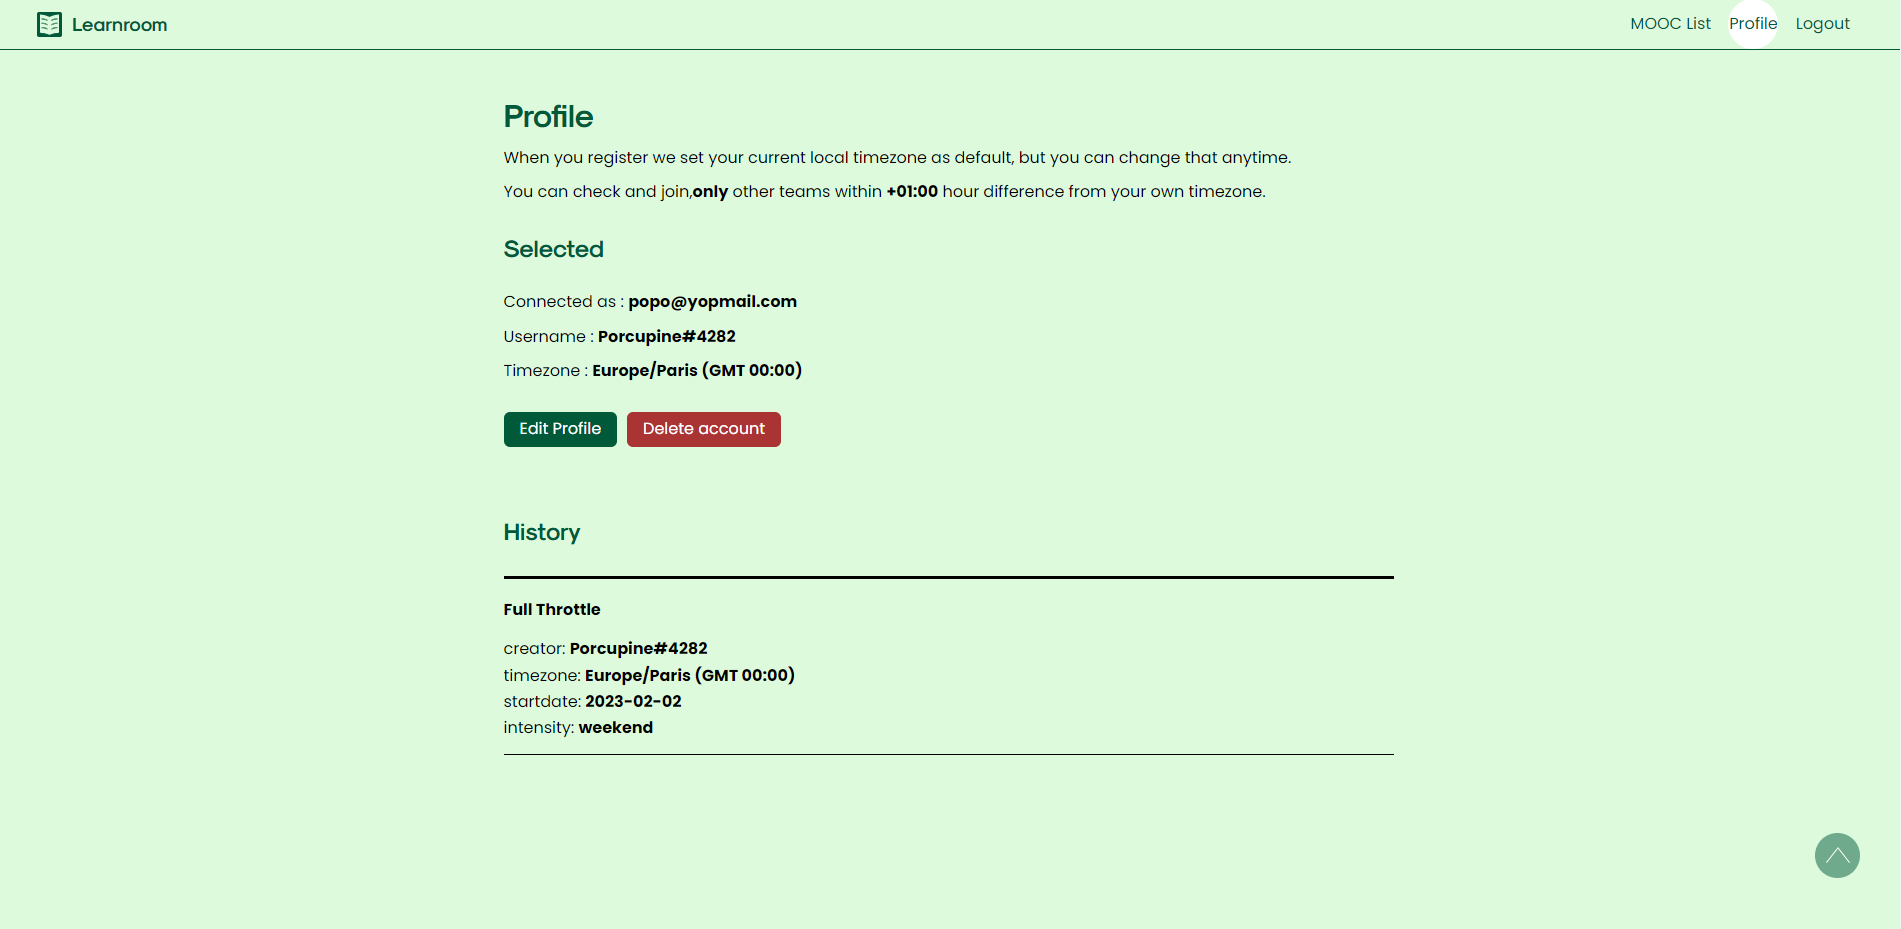 Learnroom
MOOC List
Profile
Logout
Profile
When you register we set your current local timezone as default, but you can change that anytime.
You can check and join,only other teams within +01:00 hour difference from your own timezone.
Selected
Connected as : popo@yopmail.com
Username : Porcupine#4282
Timezone : Europe/Paris (GMT 00:00)
Edit Profile
Delete account
History
Full Throttle
creator: Porcupine#4282
timezone: Europe/Paris (GMT 00:00)
startdate: 2023-02-02
intensity: weekend